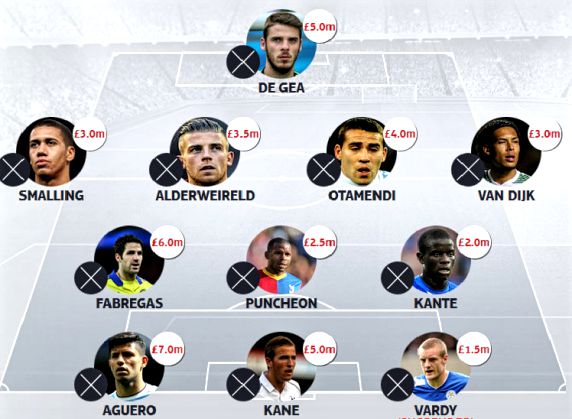 £5.0m
DE GEA
£3.0m £3.5m £4.0m £3.0m
SMALLING ALDERWEIRELD OTAMENDI VAN DIJK
£6.0m £2.5m £2.0m
FABREGAS PUNCHEON KANTE
£7.0m £5.0m £1.5m
AGUERO KANE VARDY